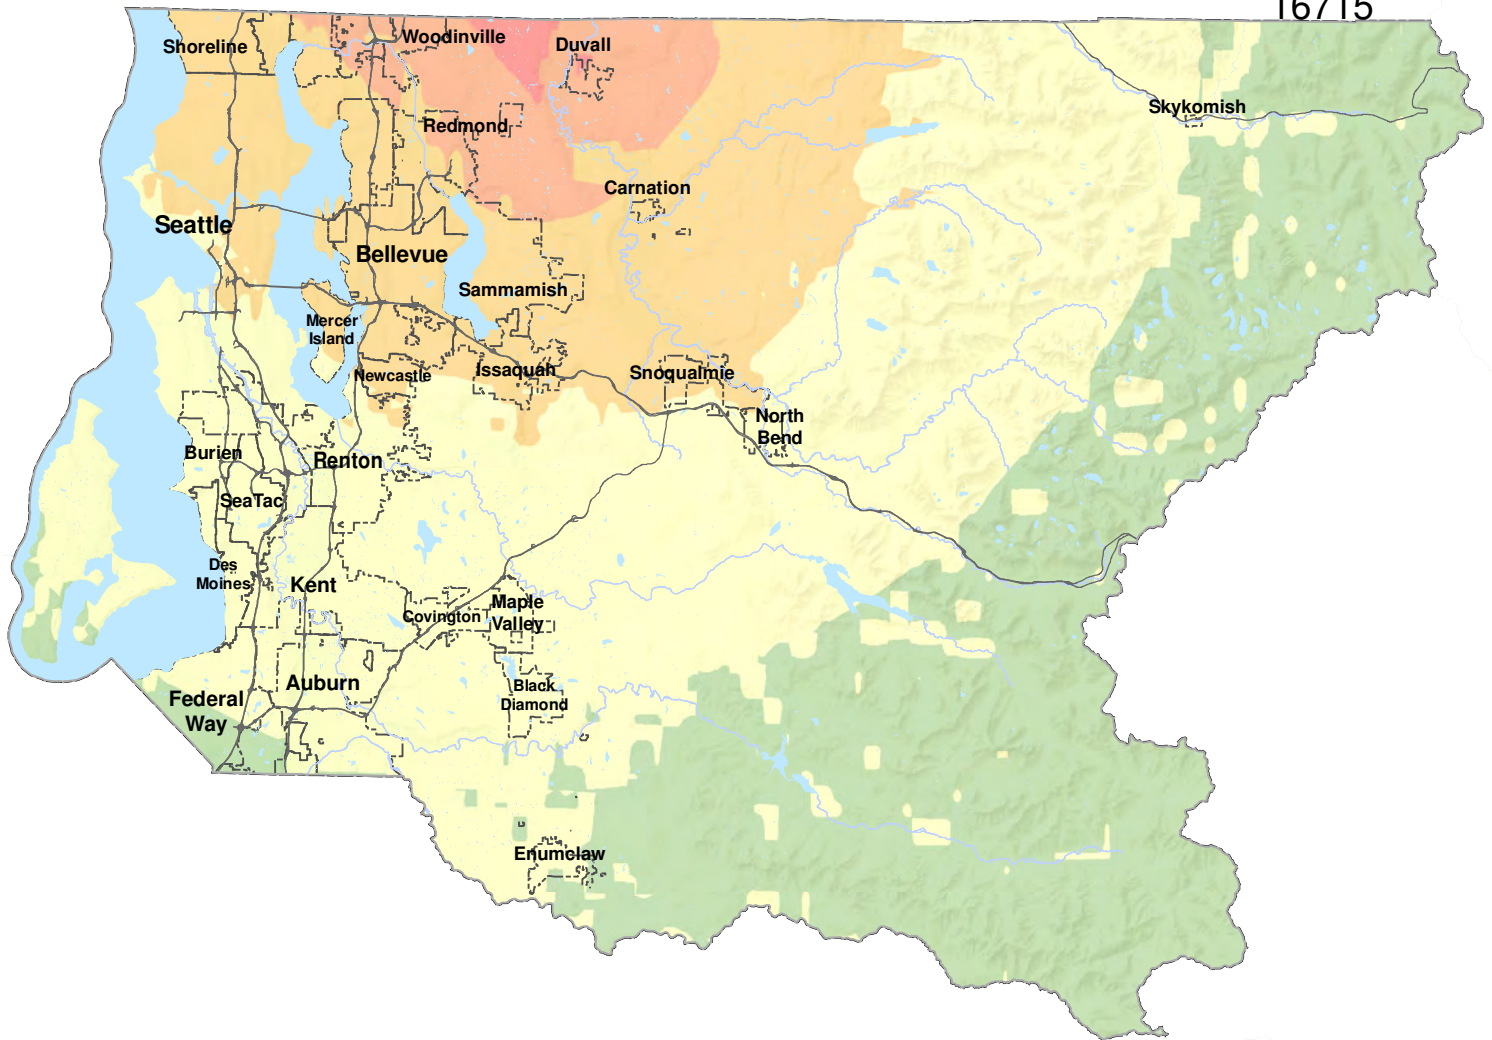 16715
Shoreline
Woodinville
Duvall
Skykomish
Redmond
Carnation
Seattle
Bellevue
Sammamish
Mercer
Island
Newcastle
Issaquah
Snoqualmie
North
Bend
Burien
Renton
SeaTac
Des
Moines
Kent
Covington
Maple
Valley
Auburn
Black
Diamond
Federal
Way
Enumclaw